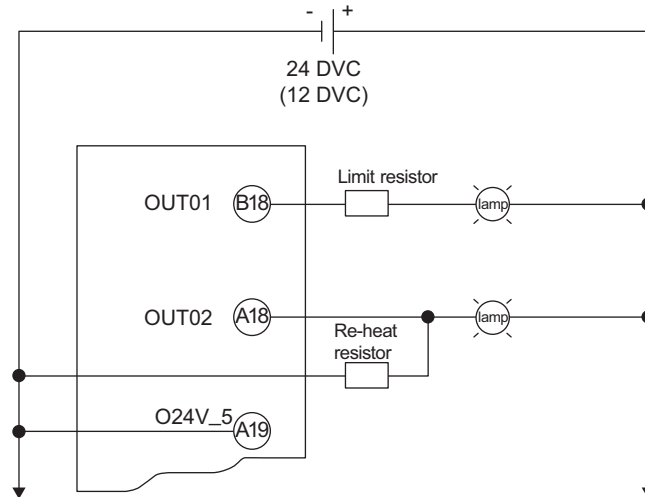 - +
24 DVC
(12 DVC)
Limit resistor
OUT01 B18 lamp
OUT02 A18 lamp
Re-heat
resistor
O24V_5 A19